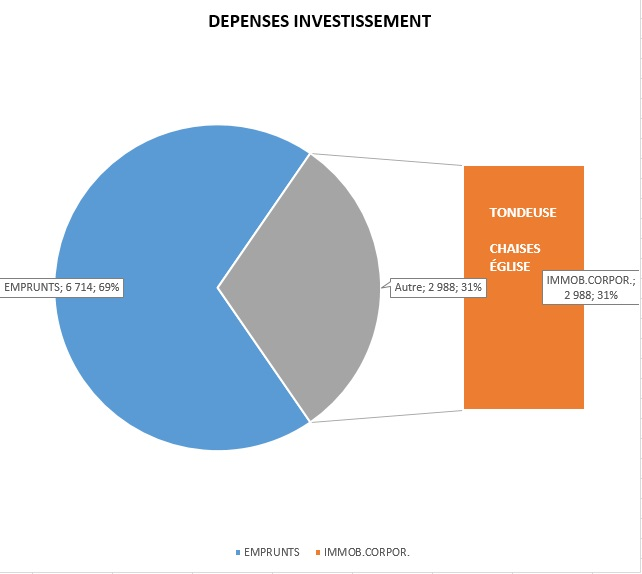 DEPENSES INVESTISSEMENT
TONDEUSE
CHAISES
ÉGLISE
EMPRUNTS; 6 714; 69%
Autre; 2 988; 31%
IMMOB.CORPOR.;
2 988; 31%
EMPRUNTS
IMMOB.CORPOR.